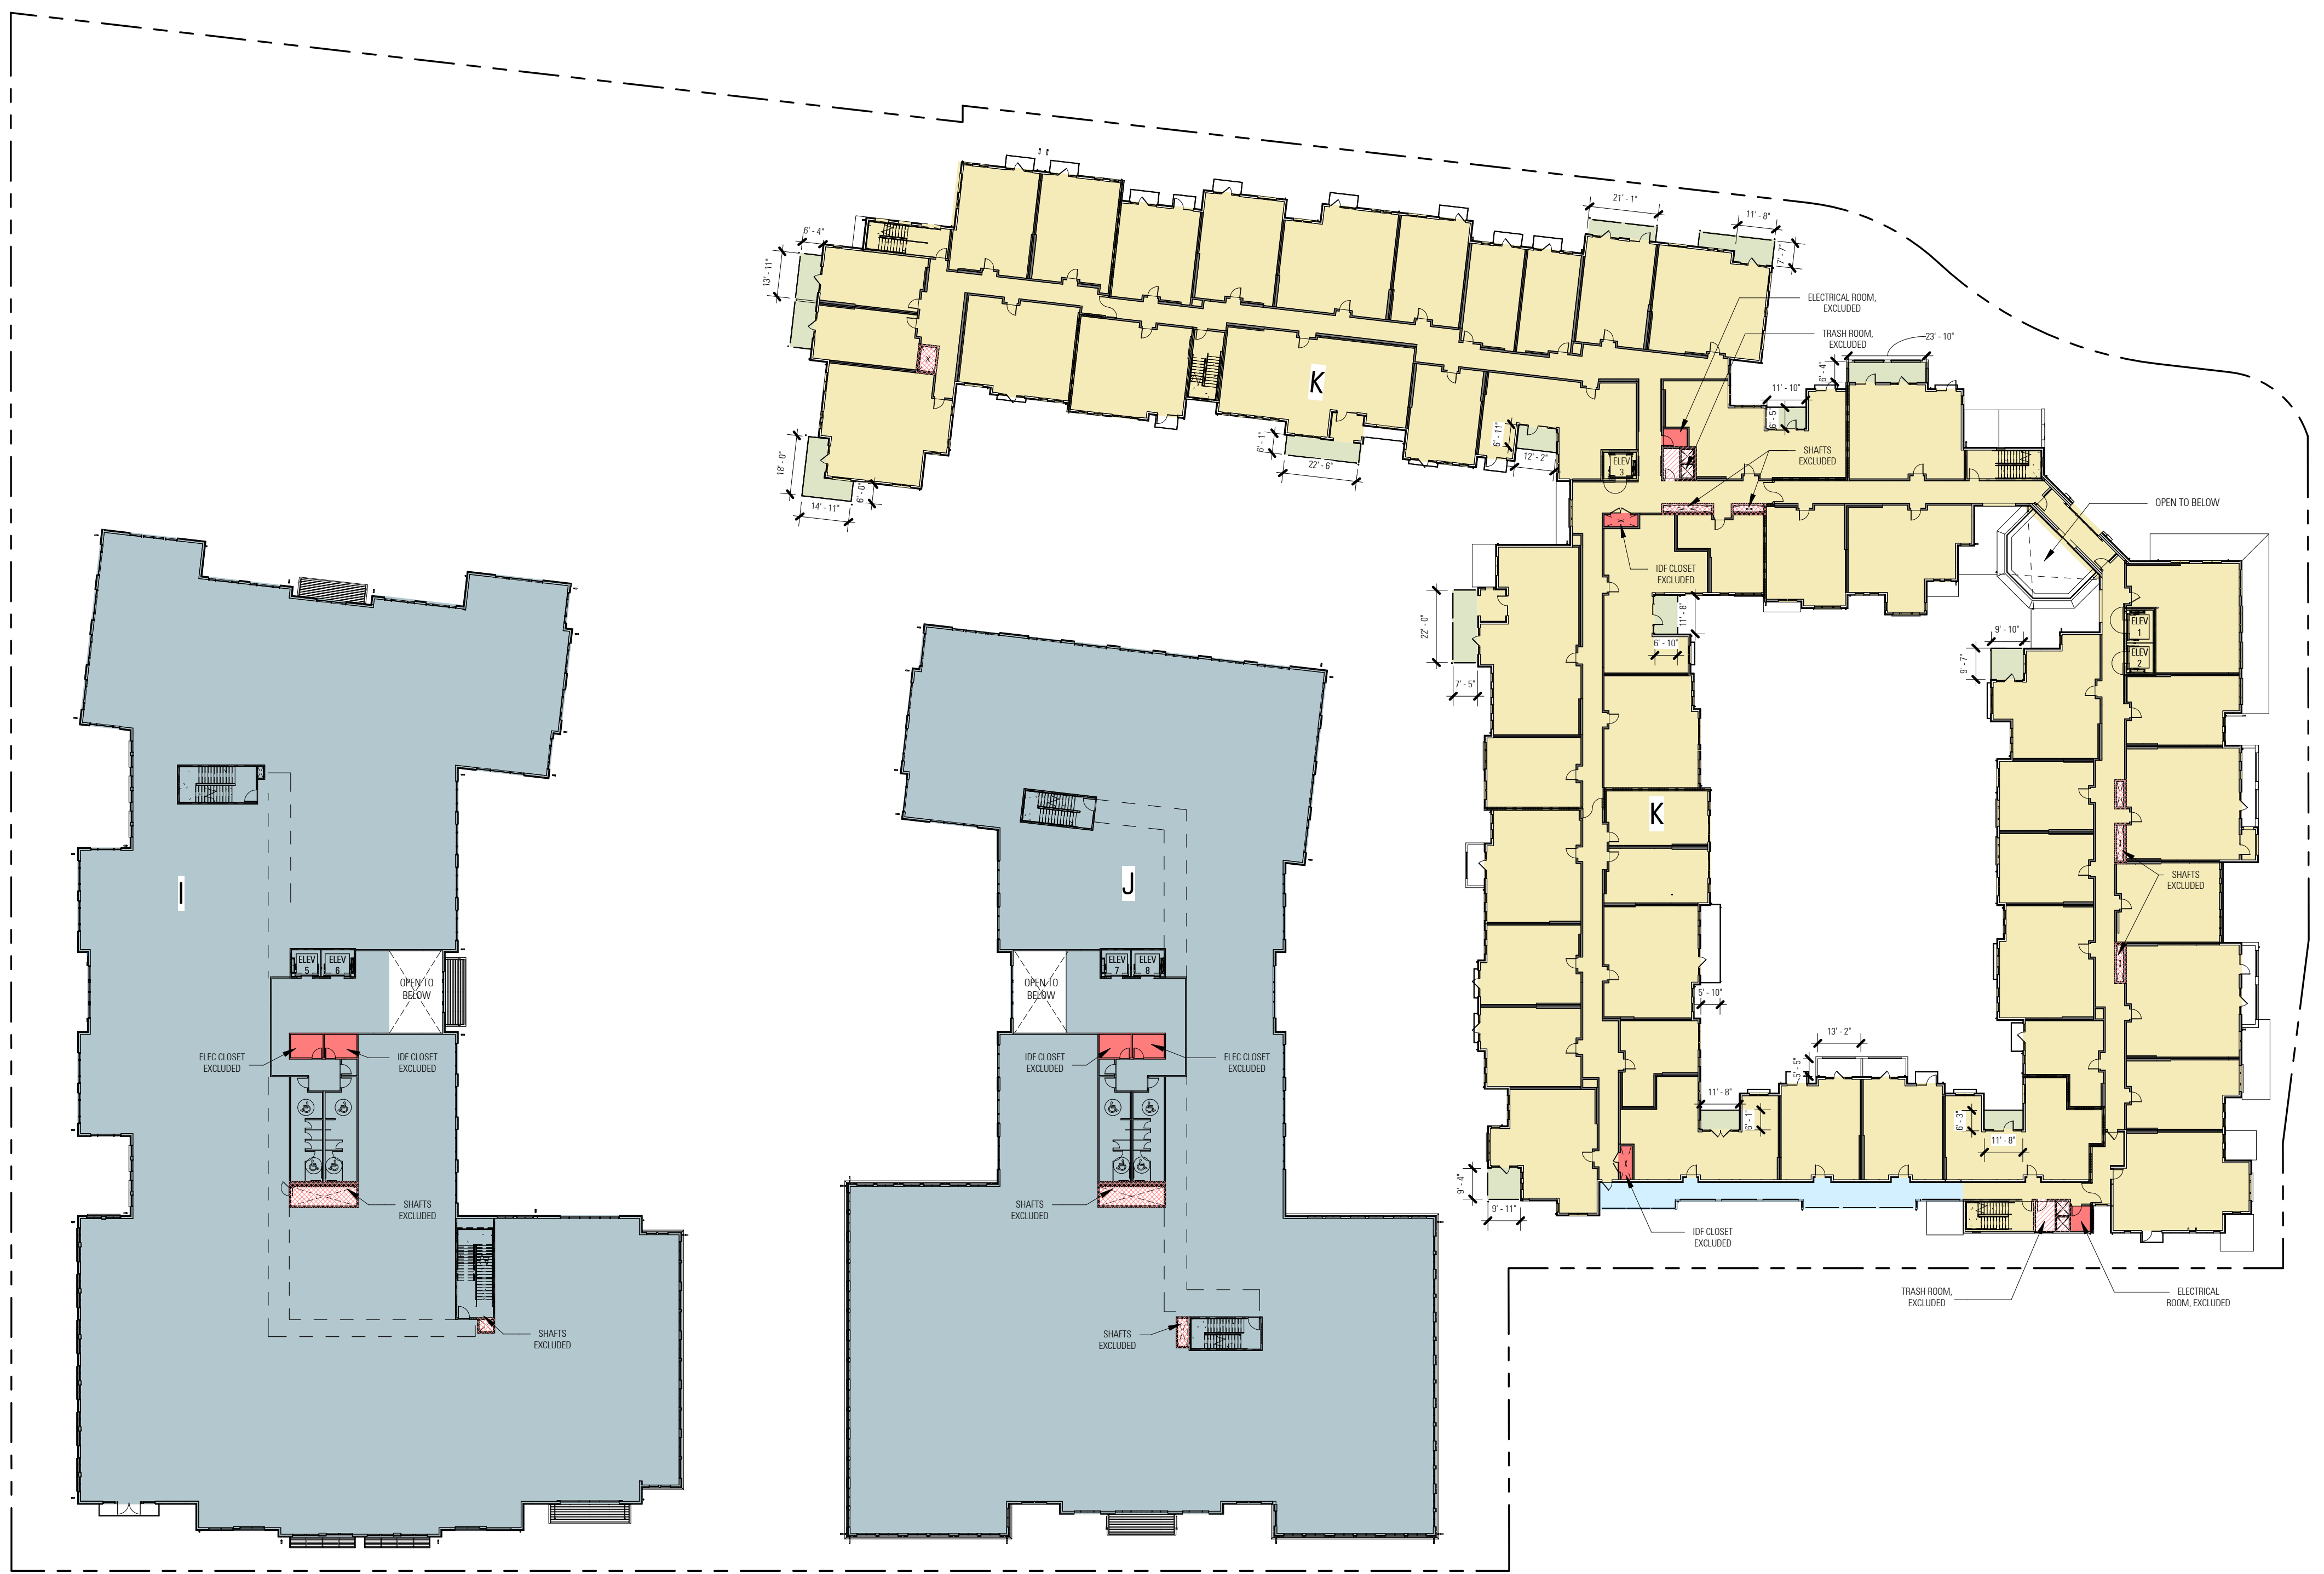 21' - 1"
11' - 8"
7' - 7"
6' - 4"
13' - 11"
ELECTRICAL ROOM,
EXCLUDED
TRASH ROOM,
EXCLUDED
23' - 10"
6' - 4"
11' - 10"
6' - 5"
K
6' - 11"
6' - 1"
22' - 6"
12' - 2"
18' - 0"
6' - 0"
14' - 11"
ELEV
3
SHAFTS
EXCLUDED
OPEN TO BELOW
IDF CLOSET
EXCLUDED
22' - 0"
11' - 8"
6' - 10"
7' - 5"
9' - 10"
9' - 7"
ELEV
1
ELEV
2
K
I
J
SHAFTS
EXCLUDED
ELEV
5
ELEV
6
OPEN TO
BELOW
OPEN TO
BELOW
ELEV
7
ELEV
8
5' - 10"
13' - 2"
5' - 5"
ELEC CLOSET
EXCLUDED
IDF CLOSET
EXCLUDED
IDF CLOSET
EXCLUDED
ELEC CLOSET
EXCLUDED
11' - 8"
6' - 1"
6' - 3"
11' - 8"
9' - 4"
9' - 11"
SHAFTS
EXCLUDED
SHAFTS
EXCLUDED
IDF CLOSET
EXCLUDED
TRASH ROOM,
EXCLUDED
ELECTRICAL
ROOM, EXCLUDED
SHAFTS
EXCLUDED
SHAFTS
EXCLUDED